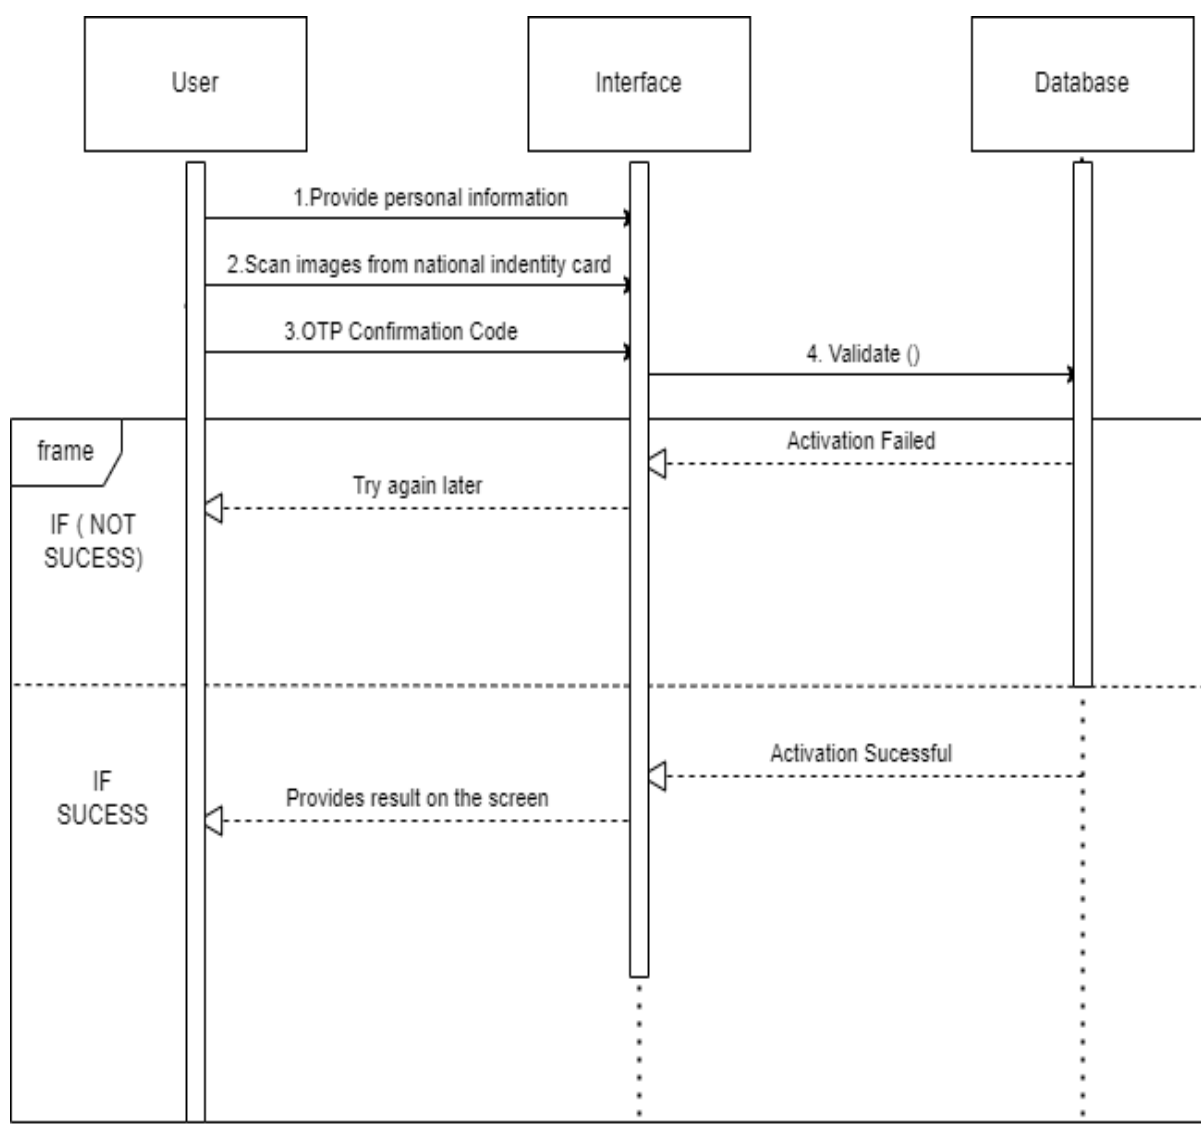 User
Interface
Database
1.Provide personal information
2.Scan images from national indentity card
3.OTP Confirmation Code
4. Validate ()
frame
Activation Failed
Try again later
IF ( NOT
SUCESS)
Activation Sucessful
IF
SUCESS
Provides result on the screen